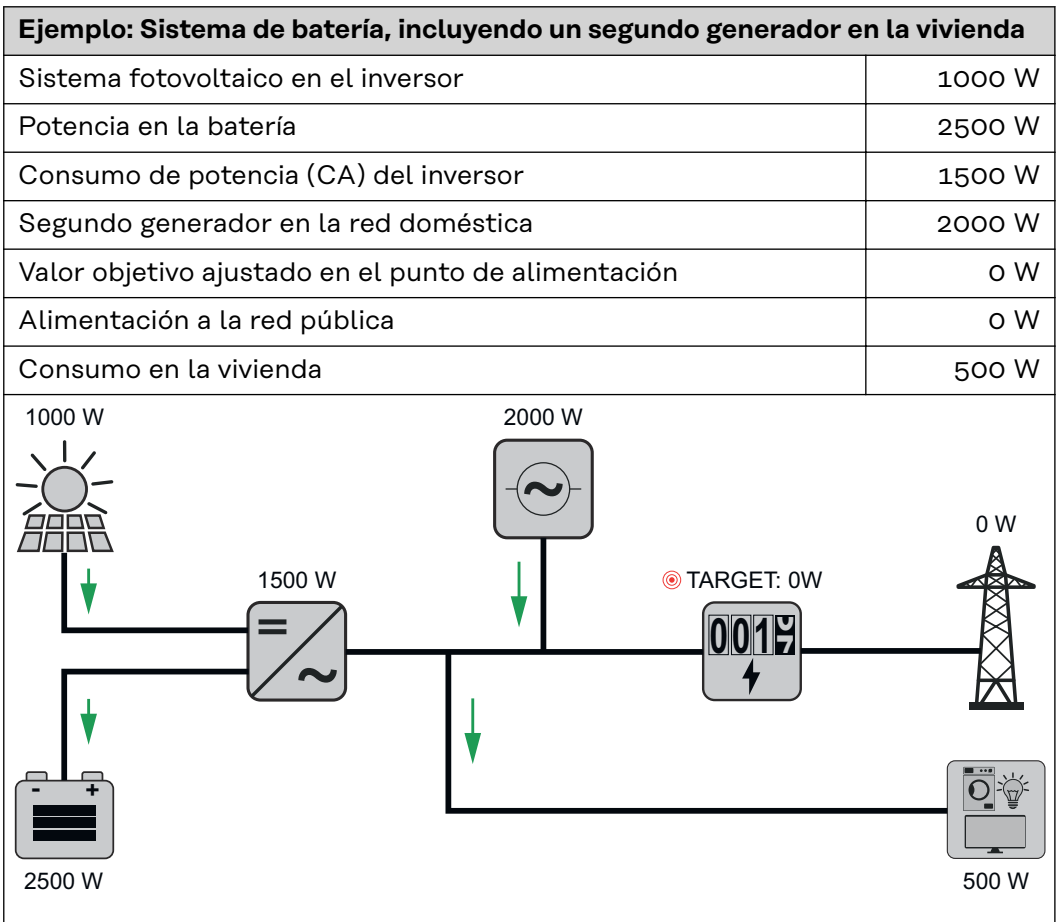 Ejemplo: Sistema de batería, incluyendo un segundo generador en la vivienda
Sistema fotovoltaico en el inversor 1000 W
Potencia en la batería 2500 W
Consumo de potencia (CA) del inversor 1500 W
Segundo generador en la red doméstica 2000 W
Valor objetivo ajustado en el punto de alimentación 0 W
Alimentación a la red pública 0 W
Consumo en la vivienda 500 W
1000 W
2000 W
0 W
1500 W
TARGET: 0W
001
2500 W
500 W